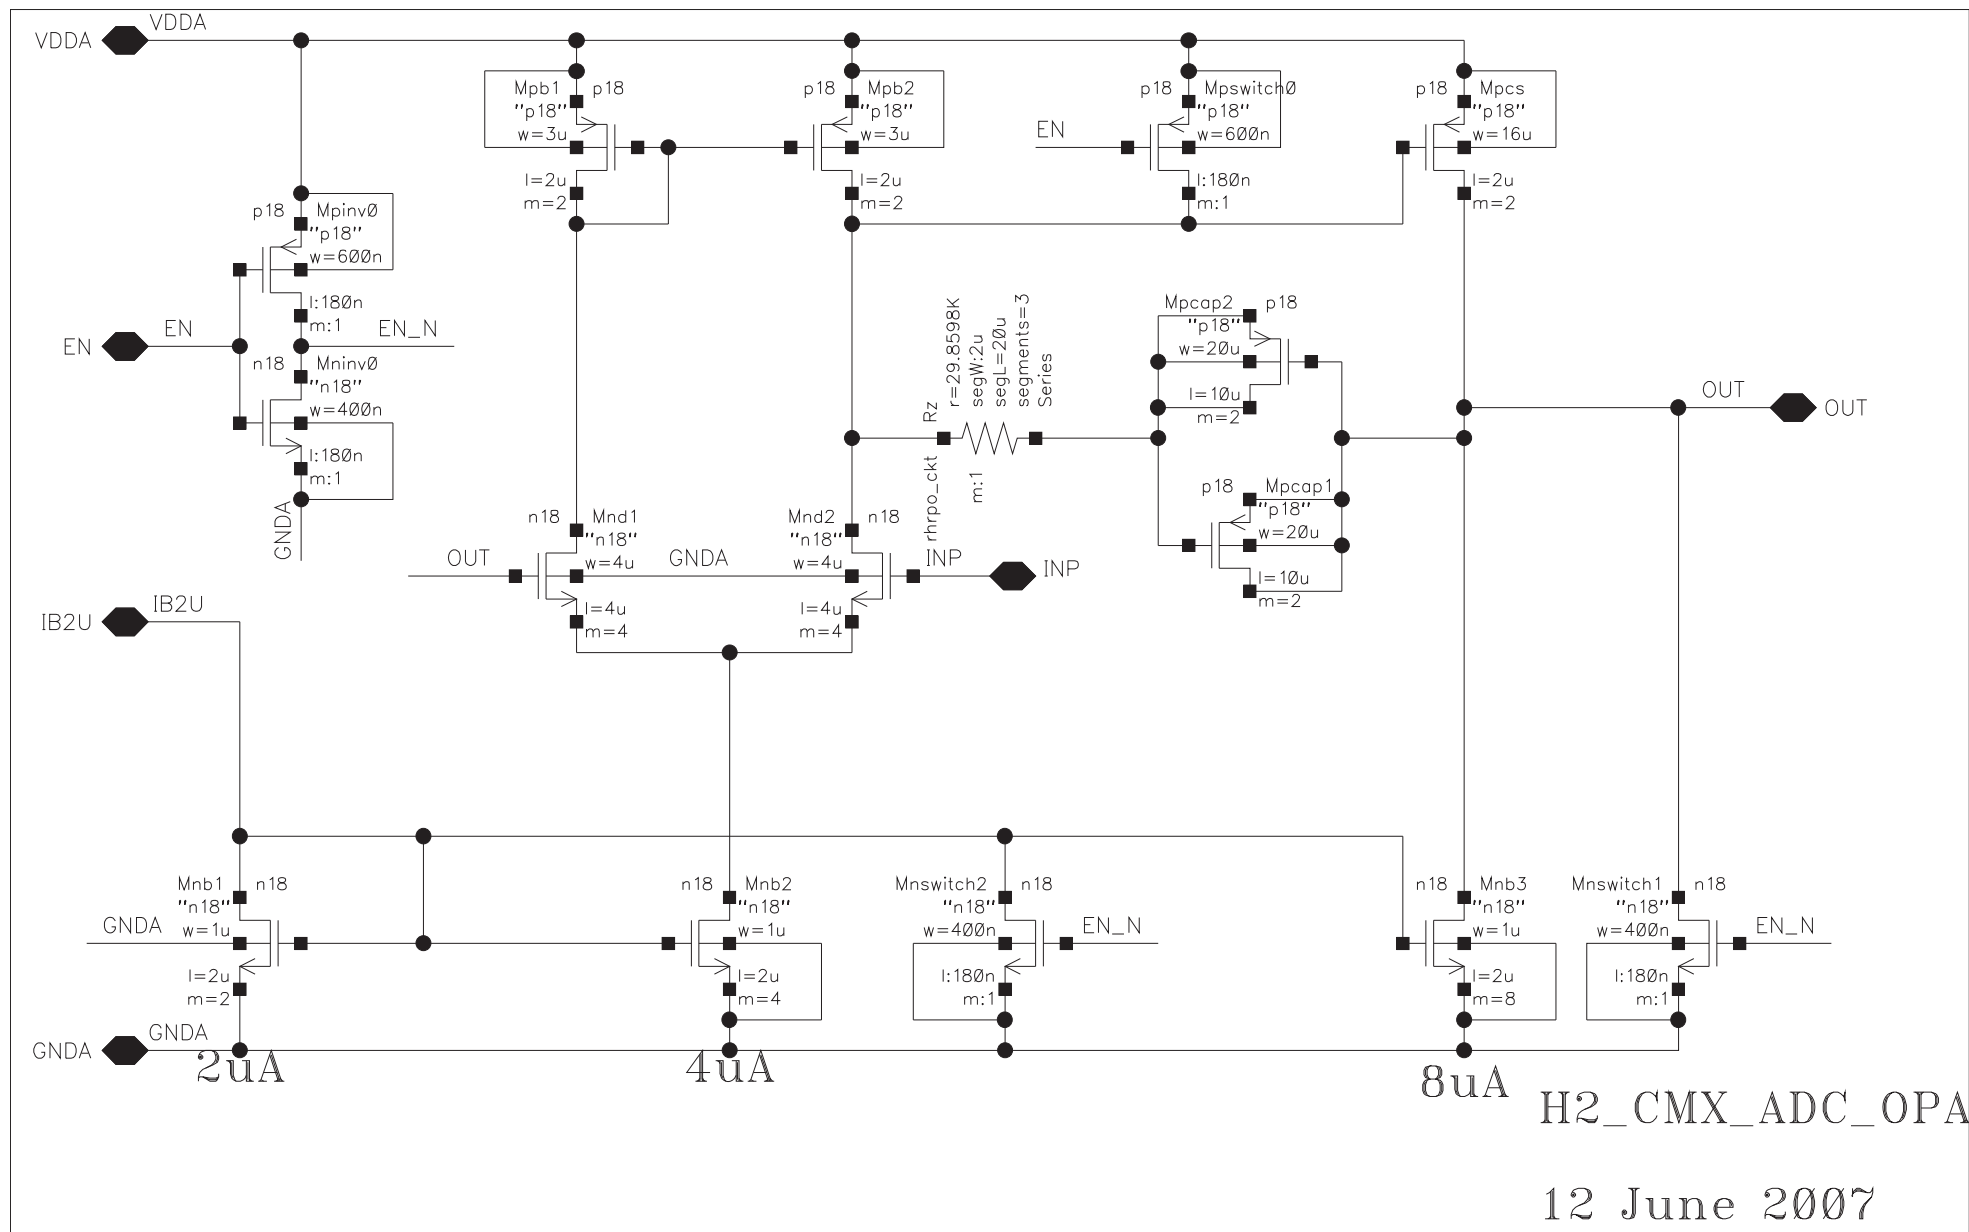 VDDA
VDDA
Mpb1
p18
"p18"
w=3u
l=2u
m=2
p18
Mpb2
"p18"
w=3u
l=2u
m=2
EN
p18
Mpswitch0
"p18"
w=600n
l:180n
m:1
p18
Mpcs
"p18"
w=16u
l=2u
m=2
p18
Mpinv0
"p18"
w=600n
l:180n
m:1
EN
EN
EN_N
n18
Mninv0
"n18"
w=400n
l:180n
m:1
GNDA
r=29.8598K
segW:2u
segL=20u
segments=3
Series
Rz
rhrpo_ckt
m:1
Mpcap2
p18
"p18"
w=20u
l=10u
m=2
p18
Mpcap1
"p18"
w=20u
l=10u
m=2
OUT
OUT
OUT
n18
Mnd1
"n18"
w=4u
l=4u
m=4
GNDA
Mnd2
n18
"n18"
w=4u
l=4u
m=4
INP
INP
IB2U
IB2U
Mnb1
n18
"n18"
w=1u
l=2u
m=2
GNDA
n18
Mnb2
"n18"
w=1u
l=2u
m=4
Mnswitch2
n18
"n18"
w=400n
l:180n
m:1
EN_N
n18
Mnb3
"n18"
w=1u
l=2u
m=8
Mnswitch1
n18
"n18"
w=400n
l:180n
m:1
EN_N
GNDA
GNDA
2uA
4uA
8uA
H2_CMX_ADC_OPA
12 June 2007